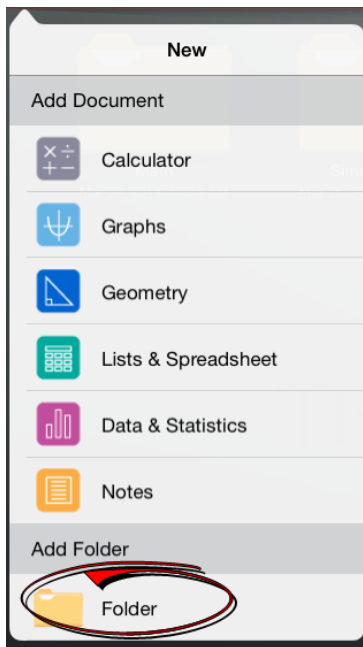 New
Add Document
Calculator
Graphs
Geometry
Lists & Spreadsheet
Data & Statistics
Notes
Add Folder
Folder